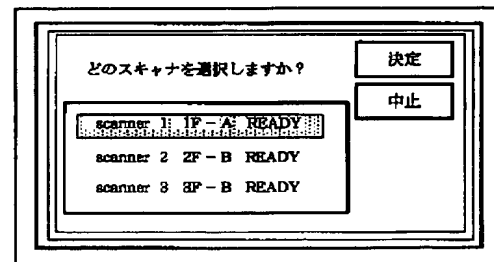 どのスキャナを選択しますか？
決定
中止
scanner 1 1F － A READY
scanner 2 2F － B READY
scanner 3 3F － B READY